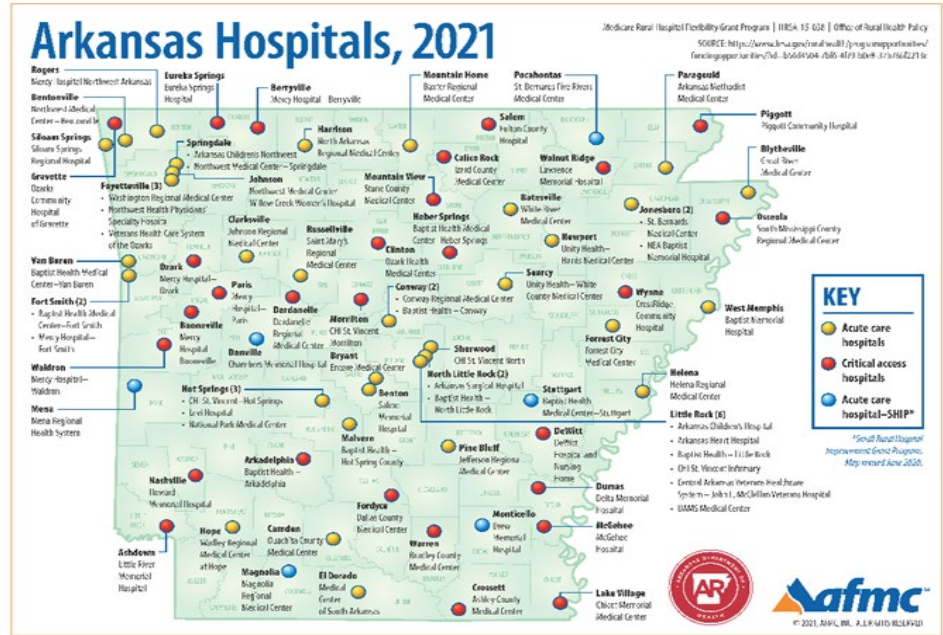 Arkansas Hospitals, 2021
Medicare Rural Hospital Flexibility Grant Program | HRSA-15-038 | Office of Rural Health Policy
Rogers
Mercy Hospital Northwest Arkansas
Eureka Springs
Eureka Springs
Hospital
Berryville
Mercy Hospital Berryville
Mountain Home
Baxter Regional
Medical Center
Pocahontas
St. Bernards Five Rivers
Medical Center
Paragould
Arkansas Methodist
Medical Center
Bentonville
Northwest Medical
Center – Bentonville
Siloam Springs
Siloam Springs
Regional Hospital
Gravette
Ozarks
Community
Hospital
of Gravette
Springdale
• Arkansas Children's Northwest
• Northwest Medical Center – Springdale
Johnson
Northwest Medical Center
Willow Creek Women's Hospital
Harrison
North Arkansas
Regional Medical Center
Salem
Fulton County
Hospital
Piggott
Piggott Community Hospital
Calico Rock
Izard County
Medical Center
Walnut Ridge
Lawrence
Memorial Hospital
Blytheville
Great River
Medical Center
Fayetteville (3)
• Washington Regional Medical Center
• Northwest Health Physicians'
Specialty Hospital
• Veterans Health Care System
of the Ozarks
Mountain View
Stone County
Medical Center
Batesville
White River
Medical Center
Jonesboro (2)
• St. Bernards
Medical Center
• NEA Baptist
Memorial Hospital
Osceola
South Mississippi County
Regional Medical Center
Clarksville
Johnson Regional
Medical Center
Russellville
Saint Mary's
Regional
Medical Center
Heber Springs
Baptist Health
Medical Center
Heber Springs
Clinton
Ozark Health
Medical Center
Newport
Unity Health–
Harris Medical Center
Van Buren
Baptist Health Medical
Center–Van Buren
Ozark
Mercy Hospital–
Ozark
Paris
Mercy
Hospital–
Paris
Dardanelle
Dardanelle
Regional
Medical
Center
Morrilton
CHI St. Vincent
Morrilton
Conway (2)
• Conway Regional Medical Center
• Baptist Health – Conway
Searcy
Unity Health– White
County Medical Center
Wynne
CrossRidge
Community
Hospital
West Memphis
Baptist Memorial
Hospital
Fort Smith (2)
• Baptist Health Medical
Center–Fort Smith
• Mercy Hospital–
Fort Smith
Booneville
Mercy
Hospital
Booneville
Danville
Chambers Memorial Hospital
Bryant
Encore Medical Center
Sherwood
CHI St. Vincent North
Forrest City
Forrest City
Medical Center
Waldron
Mercy Hospital–
Waldron
Mena
Mena Regional
Health System
Hot Springs (3)
• CHI St. Vincent–Hot Springs
• Levi Hospital
• National Park Medical Center
Benton
Saline
Memorial
Hospital
North Little Rock (2)
• Arkansas Surgical Hospital
• Baptist Health –
North Little Rock
Stuttgart
Baptist Health
Medical Center–Stuttgart
Helena
Helena Regional
Medical Center
Little Rock (6)
• Arkansas Children's Hospital
• Arkansas Heart Hospital
• Baptist Health – Little Rock
• CHI St. Vincent Infirmary
• Central Arkansas Veterans Healthcare
System – John L. McClellan Veterans Hospital
• UAMS Medical Center
Malvern
Baptist Health –
Hot Spring County
Pine Bluff
Jefferson Regional
Medical Center
DeWitt
DeWitt
Hospital and
Nursing
Home
Arkadelphia
Baptist Health –
Arkadelphia
Nashville
Howard
Memorial Hospital
Dumas
Delta Memorial
Hospital
Fordyce
Dallas County
Medical Center
Monticello
Drew
Memorial
Hospital
McGehee
McGehee
Hospital
Ashdown
Little River
Memorial
Hospital
Hope
Wadley Regional
Medical Center
at Hope
Camden
Ouachita County
Medical Center
Warren
Bradley County
Medical Center
Magnolia
Magnolia
Regional
Medical Center
El Dorado
Medical
Center
of South Arkansas
Crossett
Ashley County
Medical Center
Lake Village
Chicot Memorial
Medical Center
KEY
Acute care
hospitals
Critical access
hospitals
Acute care
hospital–SHIP*
*Small Rural Hospital
Improvement Grant Program,
May revised June 2020.
ARKANSAS DEPARTMENT OF
AR
HEALTH
afmc
© 2021, AFMC, INC. ALL RIGHTS RESERVED